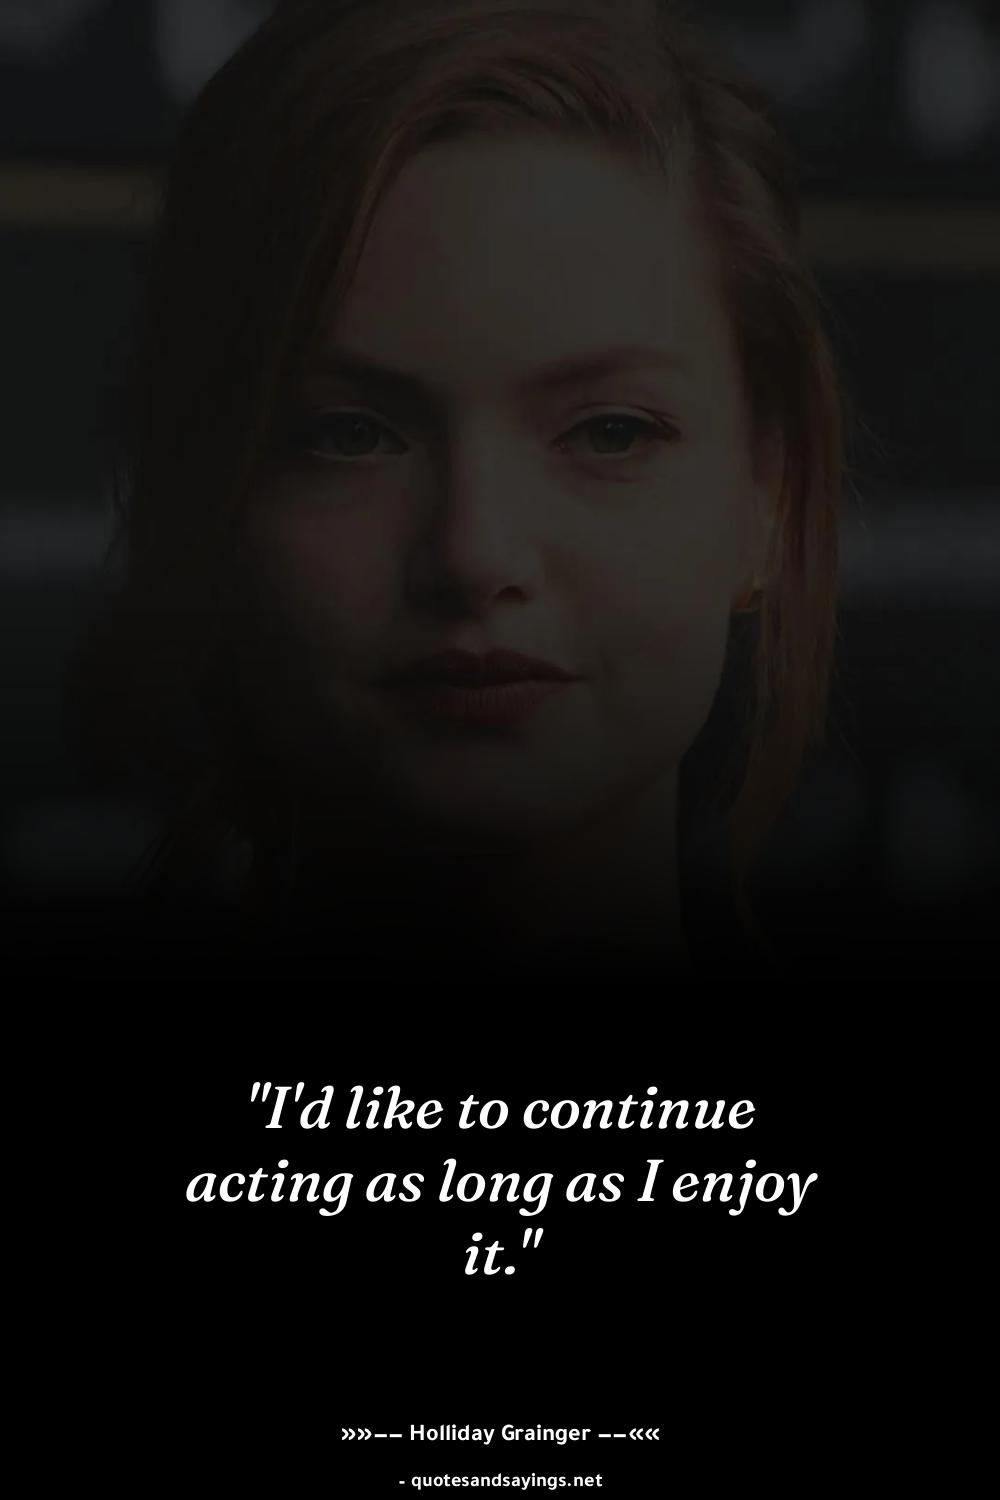 "I'd like to continue
acting as long as I enjoy
it."
»»–– Holliday Grainger ––««
- quotesandsayings.net